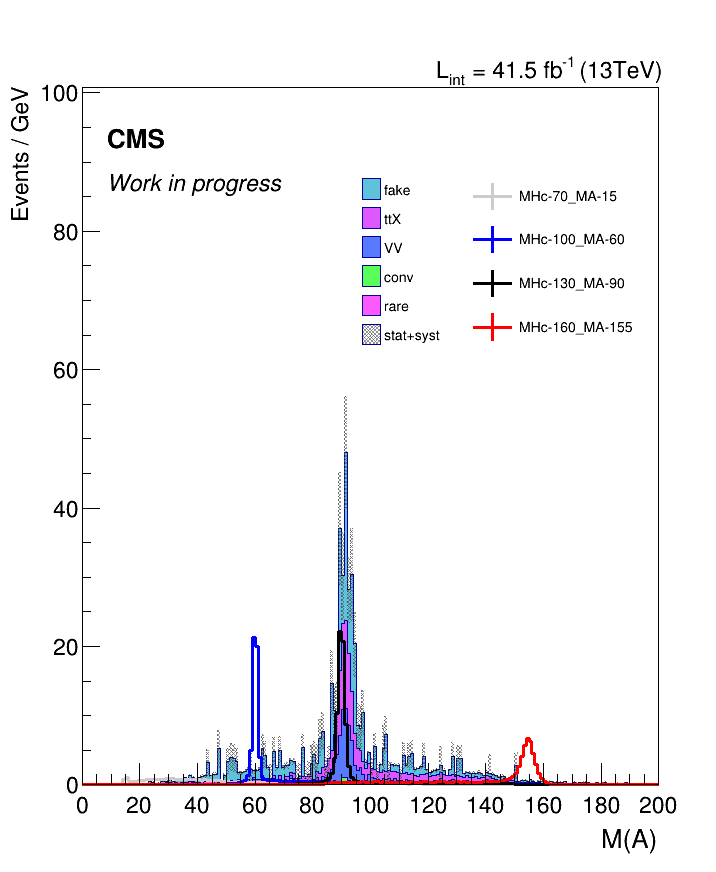 L_int = 41.5 fb^-1 (13TeV)
Events / GeV
100
80
60
40
20
0
CMS
Work in progress
fake
ttX
VV
conv
rare
stat+syst
MHc-70_MA-15
MHc-100_MA-60
MHc-130_MA-90
MHc-160_MA-155
0 20 40 60 80 100 120 140 160 180 200
M(A)